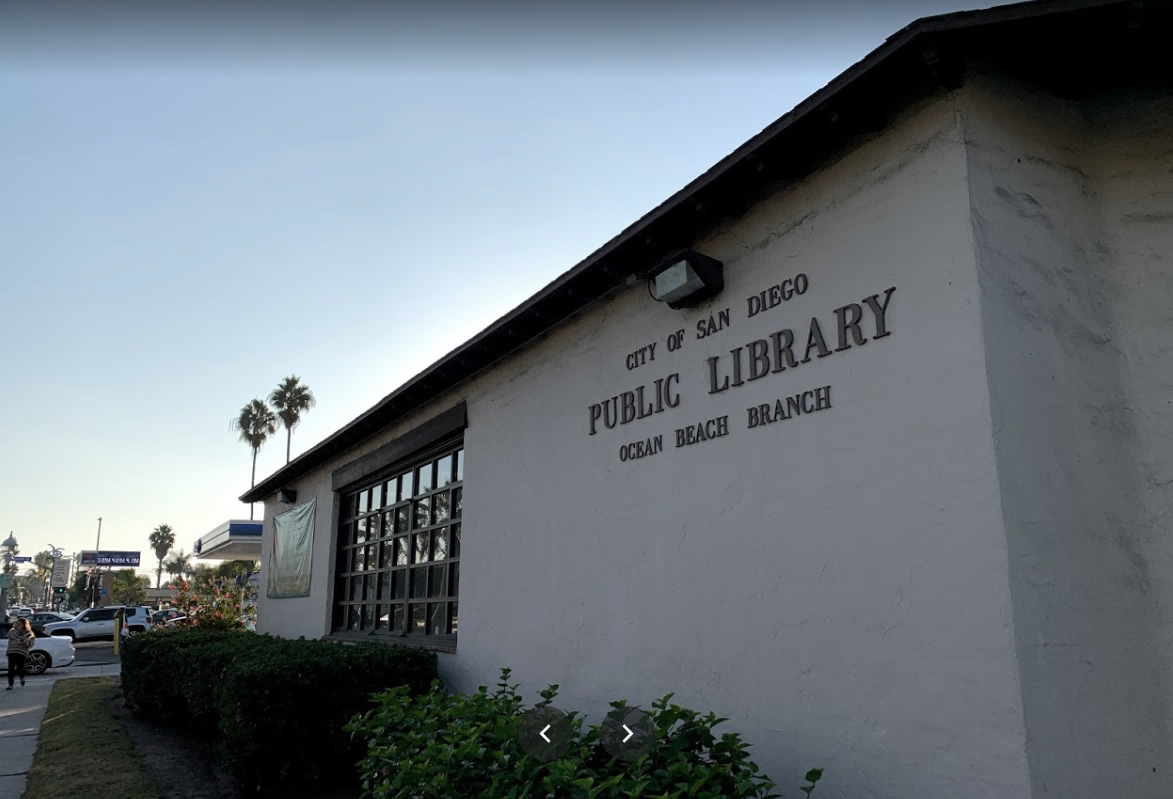 CITY OF SAN DIEGO
PUBLIC LIBRARY
OCEAN BEACH BRANCH